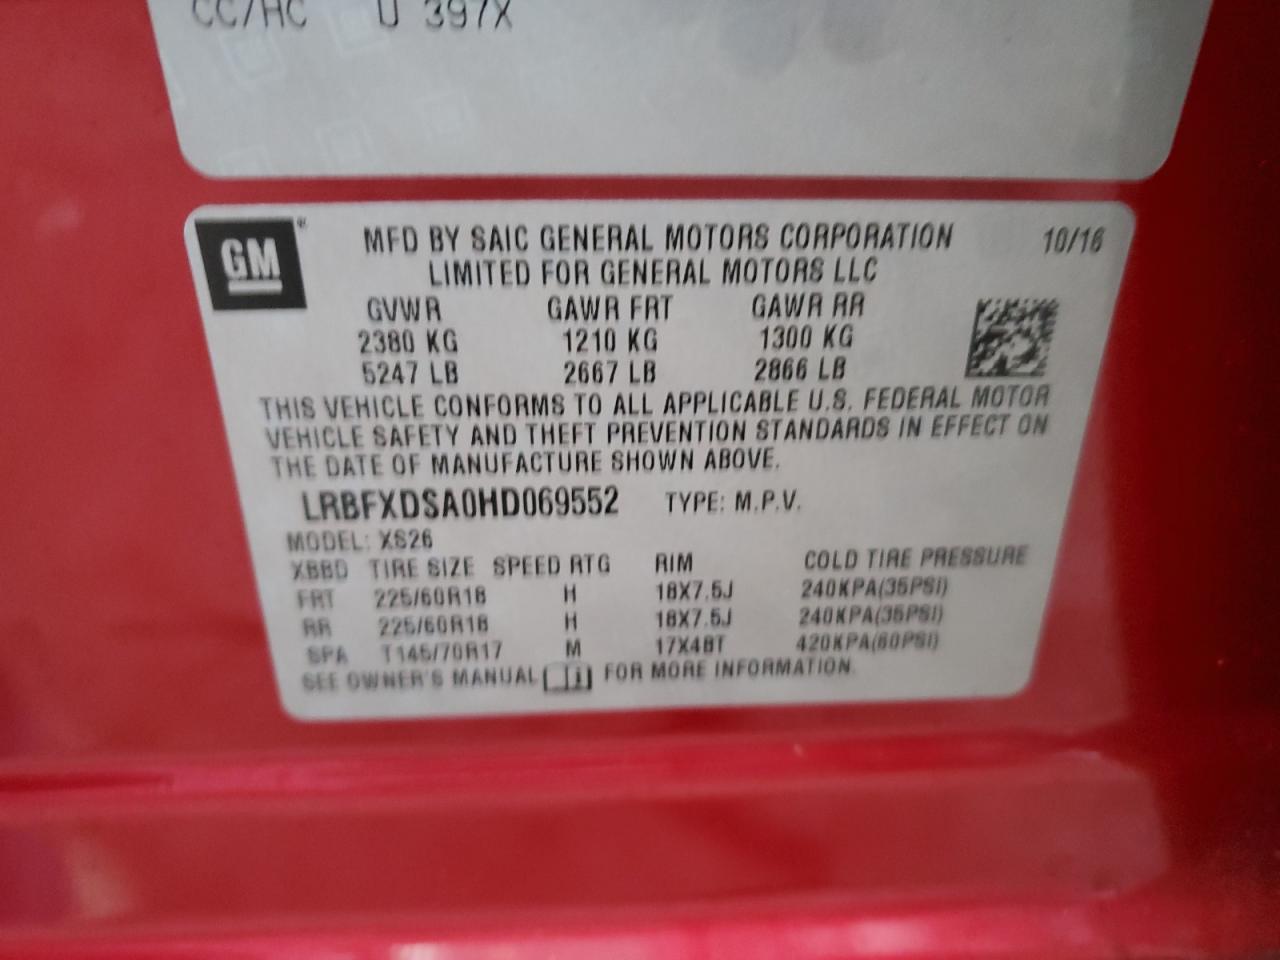 CC/HC U 397X
GM
MFD BY SAIC GENERAL MOTORS CORPORATION 10/16
LIMITED FOR GENERAL MOTORS LLC
GVWR GAWR FRT GAWR RR
2380 KG 1210 KG 1300 KG
5247 LB 2667 LB 2866 LB
THIS VEHICLE CONFORMS TO ALL APPLICABLE U.S. FEDERAL MOTOR
VEHICLE SAFETY AND THEFT PREVENTION STANDARDS IN EFFECT ON
THE DATE OF MANUFACTURE SHOWN ABOVE.
LRBFXDSA0HD069552 TYPE: M.P.V.
MODEL: XS26
XBBD TIRE SIZE SPEED RTG RIM COLD TIRE PRESSURE
FRT 225/60R18 H 18X7.5J 240KPA(35PSI)
RR 225/60R18 H 18X7.5J 240KPA(35PSI)
SPA T145/70R17 M 17X4BT 420KPA(60PSI)
SEE OWNER'S MANUAL FOR MORE INFORMATION.